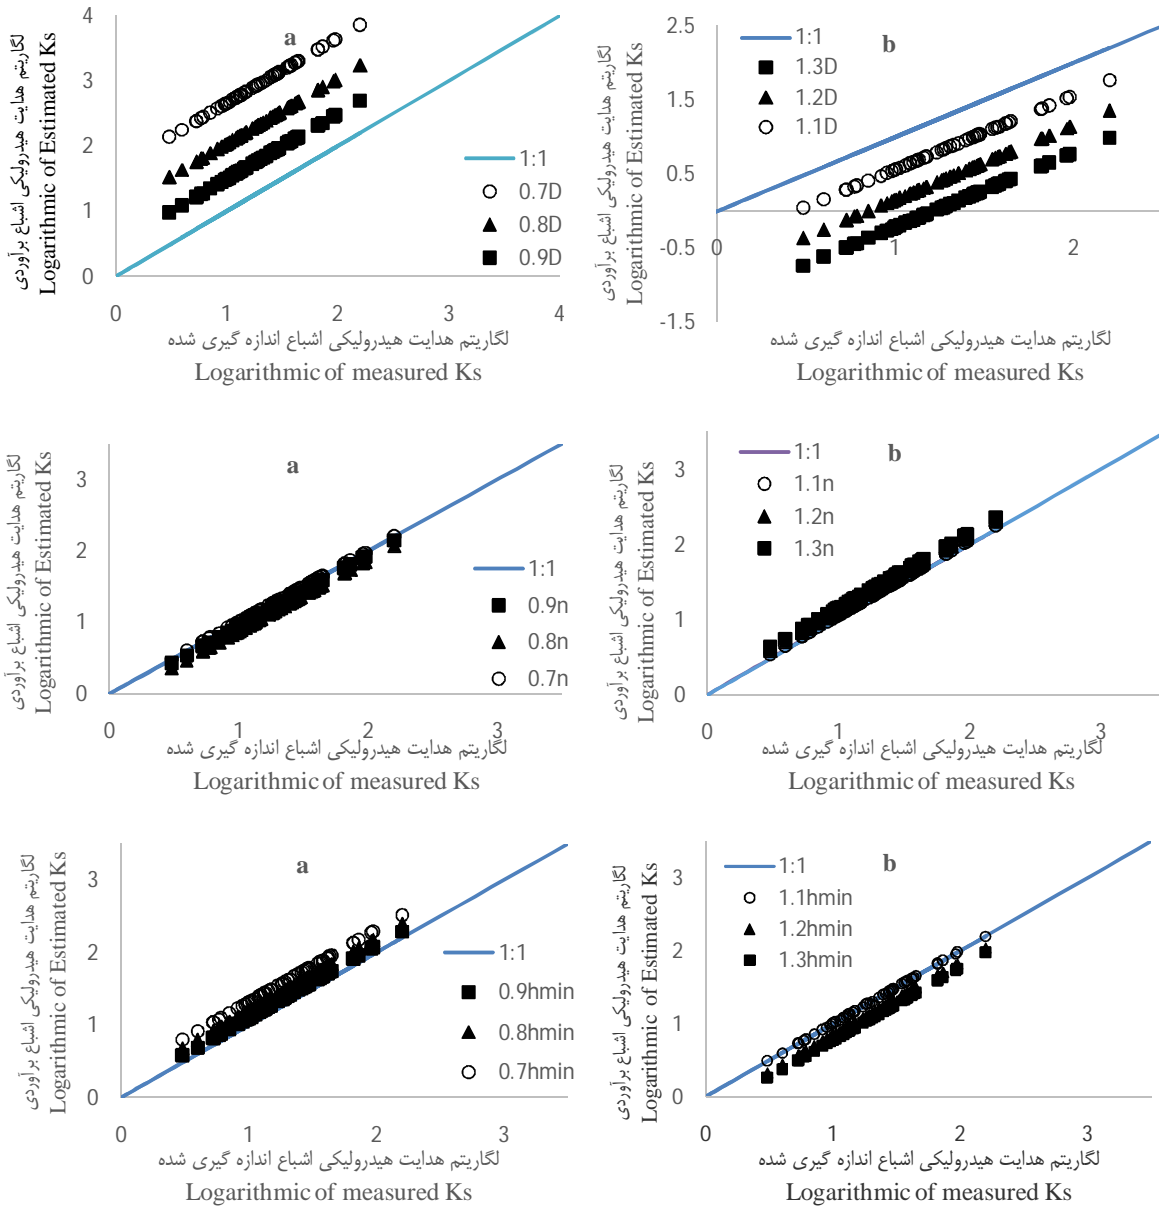 لگاریتم هدایت هیدرولیکی اشباع برآوردی
Logarithmic of Estimated Ks
4
3
2
1
0
a
1:1
0.7D
0.8D
0.9D
0
1
2
3
4
لگاریتم هدایت هیدرولیکی اشباع اندازه گیری شده
Logarithmic of measured Ks
لگاریتم هدایت هیدرولیکی اشباع برآوردی
Logarithmic of Estimated Ks
2.5
1.5
0.5
-0.5
-1.5
b
1:1
1.3D
1.2D
1.1D
0
1
2
لگاریتم هدایت هیدرولیکی اشباع اندازه گیری شده
Logarithmic of measured Ks
لگاریتم هدایت هیدرولیکی اشباع برآوردی
Logarithmic of Estimated Ks
3
2
1
0
a
1:1
0.9n
0.8n
0.7n
0
1
2
3
لگاریتم هدایت هیدرولیکی اشباع اندازه گیری شده
Logarithmic of measured Ks
لگاریتم هدایت هیدرولیکی اشباع برآوردی
Logarithmic of Estimated Ks
3
2
1
0
b
1:1
1.1n
1.2n
1.3n
0
1
2
3
لگاریتم هدایت هیدرولیکی اشباع اندازه گیری شده
Logarithmic of measured Ks
لگاریتم هدایت هیدرولیکی اشباع برآوردی
Logarithmic of Estimated Ks
3
2
1
0
a
1:1
0.9hmin
0.8hmin
0.7hmin
0
1
2
3
لگاریتم هدایت هیدرولیکی اشباع اندازه گیری شده
Logarithmic of measured Ks
لگاریتم هدایت هیدرولیکی اشباع برآوردی
Logarithmic of Estimated Ks
3
2
1
0
b
1:1
1.1hmin
1.2hmin
1.3hmin
0
1
2
3
لگاریتم هدایت هیدرولیکی اشباع اندازه گیری شده
Logarithmic of measured Ks